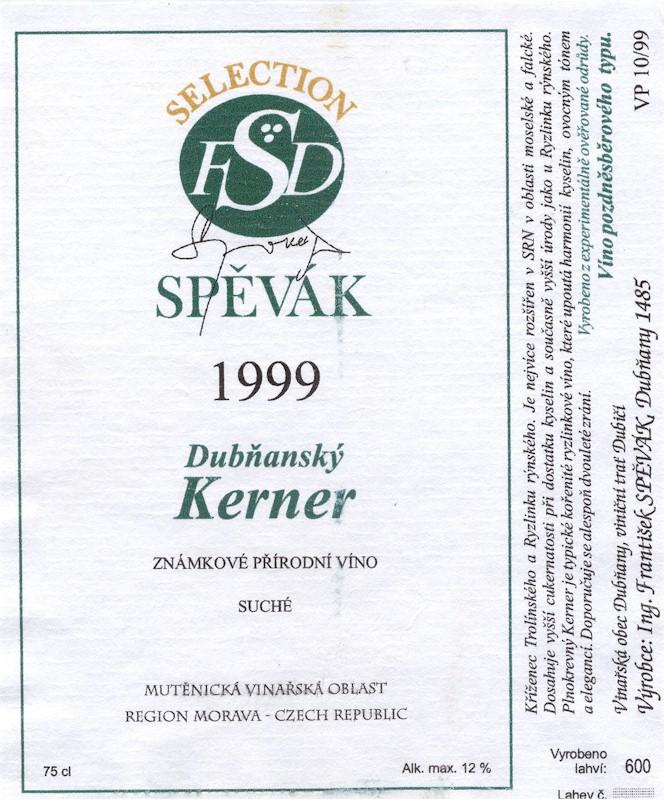 SELECTION
FSD
SPĚVÁK
1999
Dubňanský
Kerner
ZNÁMKOVÉ PŘÍRODNÍ VÍNO
SUCHÉ
MUTĚNICKÁ VINAŘSKÁ OBLAST
REGION MORAVA - CZECH REPUBLIC
75 cl
Alk. max. 12 %
Kříženec Trolínského a Ryzlinku rýnského. Je nejvíce rozšířen v SRN v oblasti moselské a falcké.
Dosahuje vyšší cukernatosti při dostatku kyselin a současně vyšší úrody jako u Ryzlinku rýnského.
Plnokrevný Kerner je typické kořenité ryzlinkové víno, které upoutá harmonií kyselin, ovocným tónem
a elegancí. Doporučuje se alespoň dvouleté zrání.
Vyrobeno z experimentálně ověřované odrůdy.
Víno pozdněsběrového typu.
Vinařská obec Dubňany, viniční trať Dubičí
Výrobce: Ing. František SPĚVÁK, Dubňany 1485
VP 10/99
Vyrobeno
lahví: 600
Lahev č.